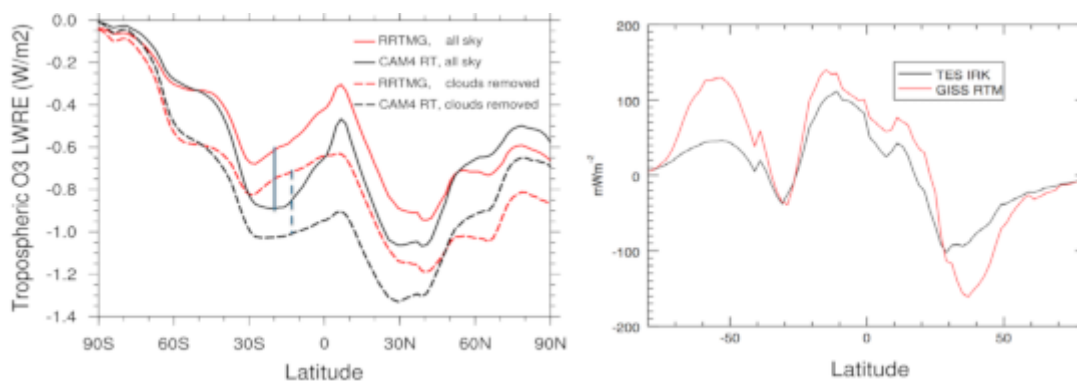 Tropospheric O3 LWRE (W/m2)
0.0
-0.2
-0.4
-0.6
-0.8
-1.0
-1.2
-1.4
RRTMG, all sky
CAM4 RT, all sky
RRTMG, clouds removed
CAM4 RT, clouds removed
90S 60S 30S 0 30N 60N 90N
Latitude
mWm-2
200
100
0
-100
-200
TES IRK
GISS RTM
-50 0 50
Latitude